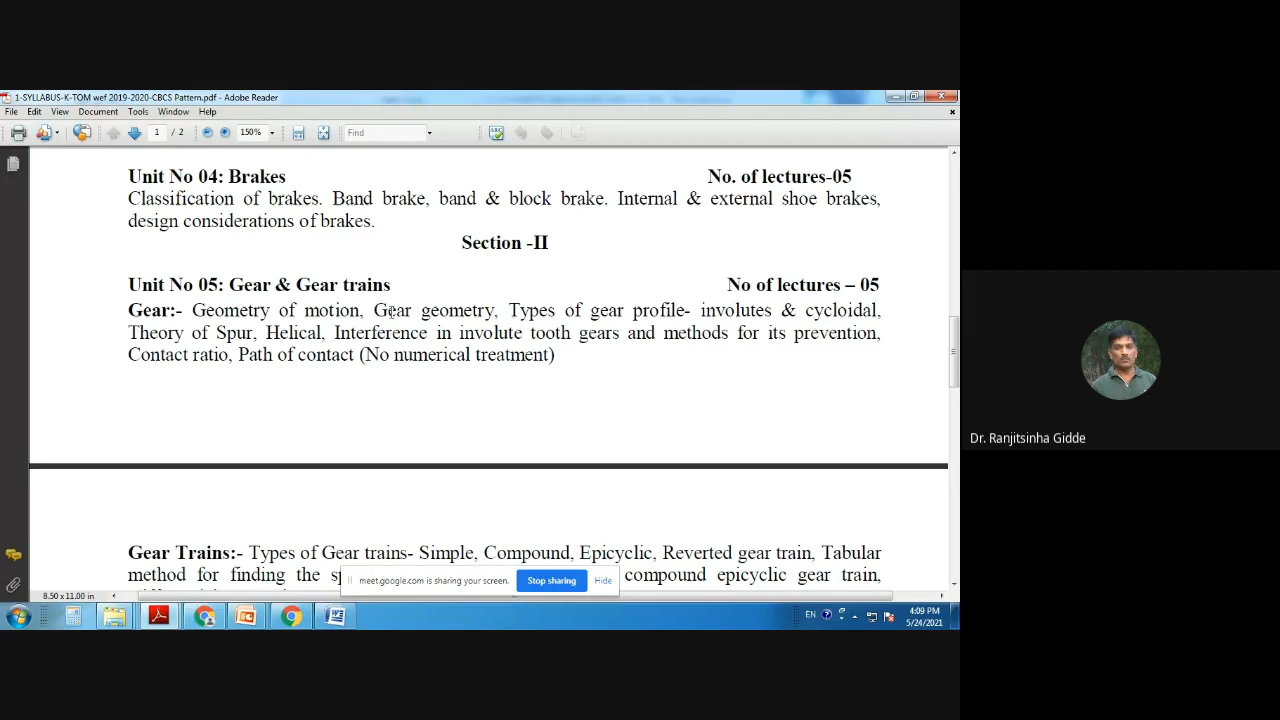 1-SYLLABUS-K-TOM wef 2019-2020-CBCS Pattern.pdf - Adobe Reader
File Edit View Document Tools Window Help
1 / 2 150% Find
Unit No 04: Brakes No. of lectures-05
Classification of brakes. Band brake, band & block brake. Internal & external shoe brakes,
design considerations of brakes.
Section -II
Unit No 05: Gear & Gear trains No of lectures – 05
Gear:- Geometry of motion, Gear geometry, Types of gear profile- involutes & cycloidal,
Theory of Spur, Helical, Interference in involute tooth gears and methods for its prevention,
Contact ratio, Path of contact (No numerical treatment)
Dr. Ranjitsinha Gidde
Gear Trains:- Types of Gear trains- Simple, Compound, Epicyclic, Reverted gear train, Tabular
method for finding the compound epicyclic gear train,
meet.google.com is sharing your screen. Stop sharing Hide
8.50 x 11.00 in
EN 4:09 PM
5/24/2021